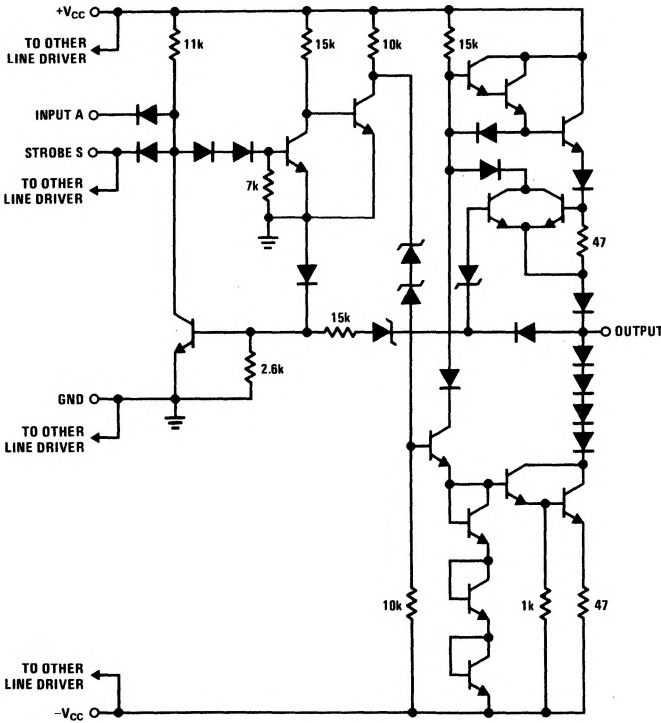 +VCC
TO OTHER
LINE DRIVER
11k
15k
10k
15k
INPUT A
STROBE S
TO OTHER
LINE DRIVER
7k
47
15k
OUTPUT
2.6k
GND
TO OTHER
LINE DRIVER
10k
1k
47
TO OTHER
LINE DRIVER
–VCC